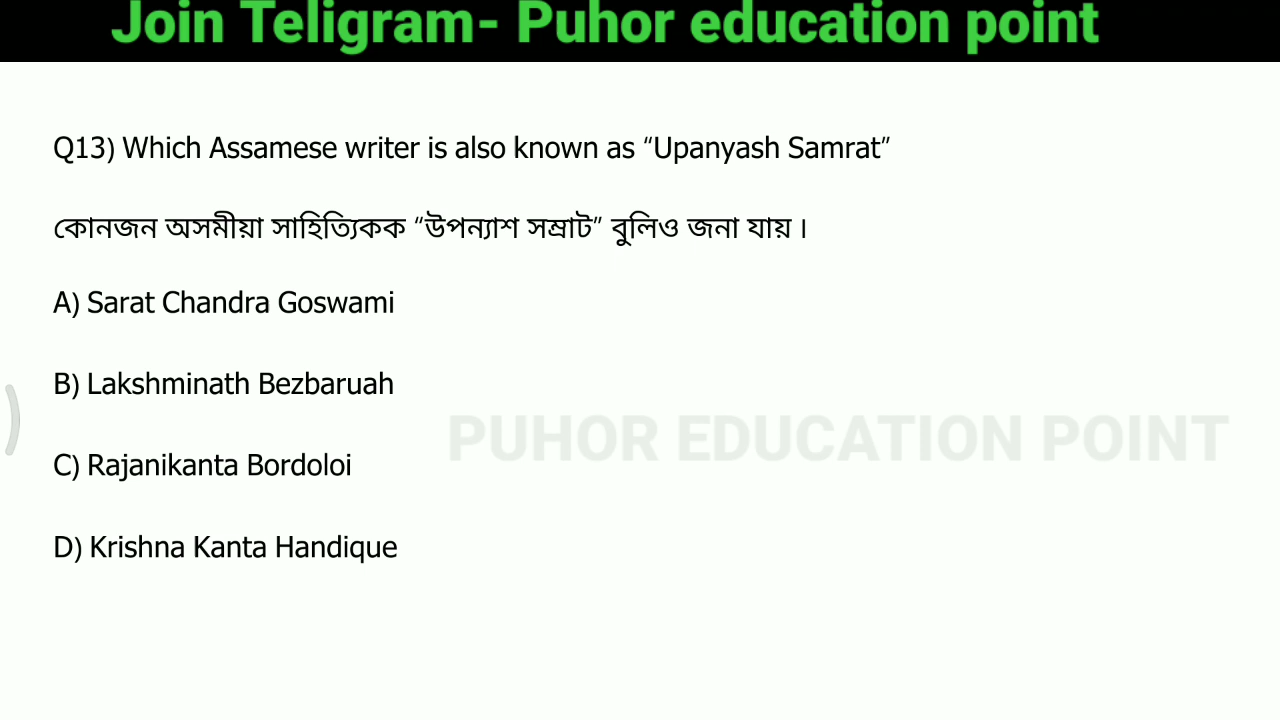 Join Teligram- Puhor education point
Q13) Which Assamese writer is also known as “Upanyash Samrat”
কোনজন অসমীয়া সাহিত্যিকক “উপন্যাশ সম্ৰাট” বুলিও জনা যায় ।
A) Sarat Chandra Goswami
B) Lakshminath Bezbaruah
PUHOR EDUCATION POINT
C) Rajanikanta Bordoloi
D) Krishna Kanta Handique